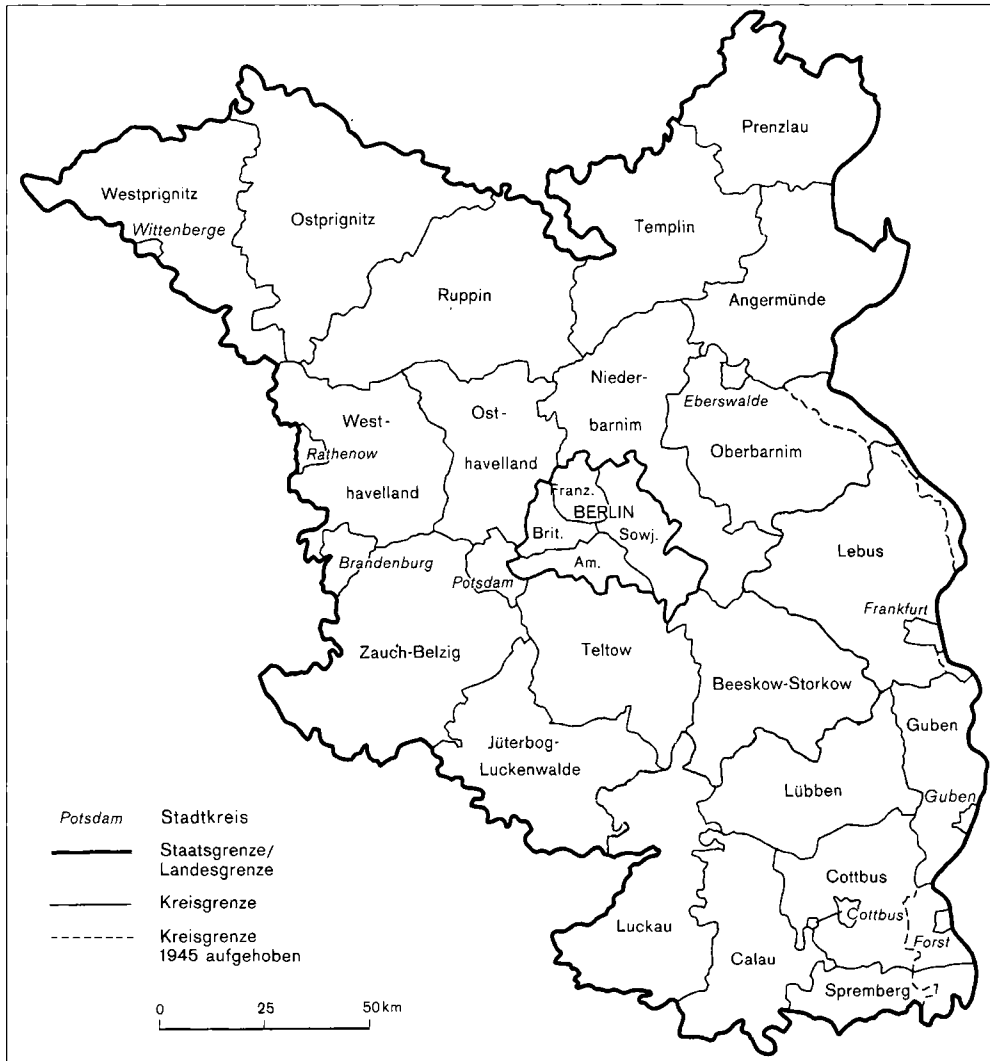 Prenzlau
Westprignitz
Wittenberge
Ostprignitz
Templin
Ruppin
Angermünde
Nieder-
barnim
Eberswalde
Oberbarnim
West-
havelland
Rathenow
Ost-
havelland
Franz.
BERLIN
Brit.
Sowj.
Am.
Lebus
Brandenburg
Potsdam
Frankfurt
Zauch-Belzig
Teltow
Beeskow-Storkow
Guben
Jüterbog-
Luckenwalde
Lübben
Guben
Cottbus
Cottbus
Luckau
Calau
Forst
Spremberg
Potsdam Stadtkreis
Staatsgrenze/
Landesgrenze
Kreisgrenze
Kreisgrenze
1945 aufgehoben
0 25 50 km